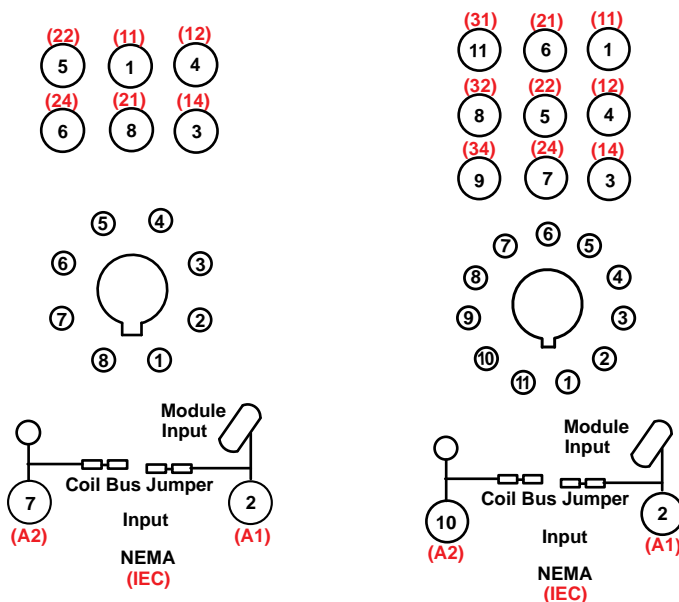 (22) (11) (12)
5 1 4
(24) (21) (14)
6 8 3
5 4
6 3
7 2
8 1
Module
Input
Coil Bus Jumper
7 2
(A2) (A1)
Input
NEMA
(IEC)
(31) (21) (11)
11 6 1
(32) (22) (12)
8 5 4
(34) (24) (14)
9 7 3
6
7 5
8 4
9 3
10 2
11 1
Module
Input
Coil Bus Jumper
10 2
(A2) (A1)
Input
NEMA
(IEC)